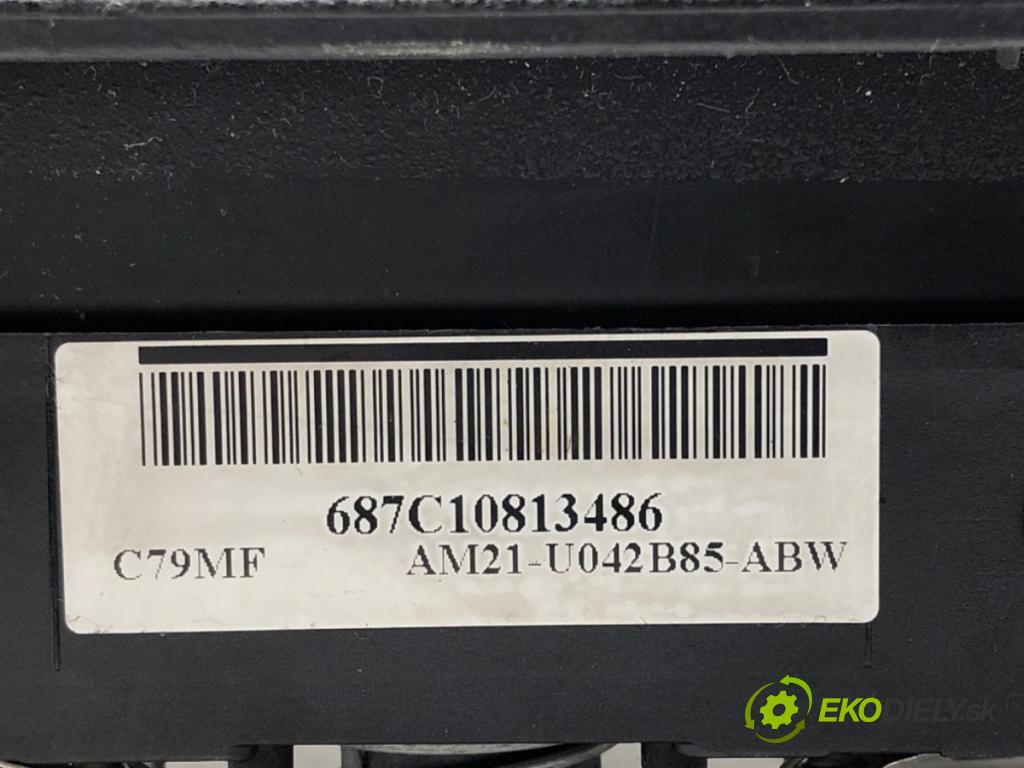 687C10813486
C79MF AM21-U042B85-ABW
EKODIELY.sk